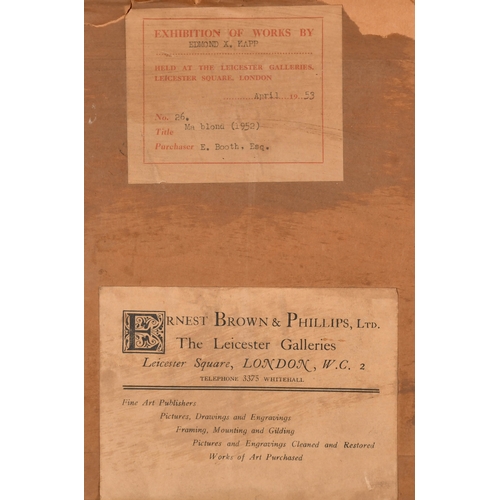 EXHIBITION OF WORKS BY
EDMOND X. KAPP
HELD AT THE LEICESTER GALLERIES,
LEICESTER SQUARE, LONDON
April 1953
No. 26.
Title Ma blonn (1952)
Purchaser E. Booth. Esq.
ERNEST BROWN & PHILLIPS, LTD.
The Leicester Galleries
Leicester Square, LONDON, W.C. 2
TELEPHONE 3375 WHITEHALL
Fine Art Publishers
Pictures, Drawings and Engravings
Framing, Mounting and Gilding
Pictures and Engravings Cleaned and Restored
Works of Art Purchased